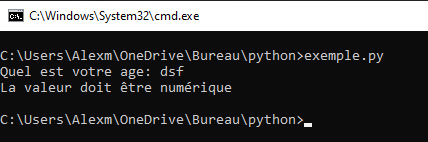 C:\Windows\System32\cmd.exe
C:\Users\Alexm\OneDrive\Bureau\python>exemple.py
Quel est votre age: dsf
La valeur doit être numérique
C:\Users\Alexm\OneDrive\Bureau\python>